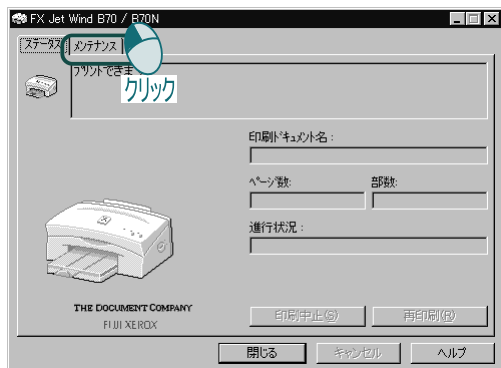 FX Jet Wind B70 / B70N
ステータス メンテナンス
プリントできま
クリック
印刷ドキュメント名：
ページ数: 部数:
進行状況：
THE DOCUMENT COMPANY
FUJI XEROX
印刷中止(S) 再印刷(R)
閉じる キャンセル ヘルプ